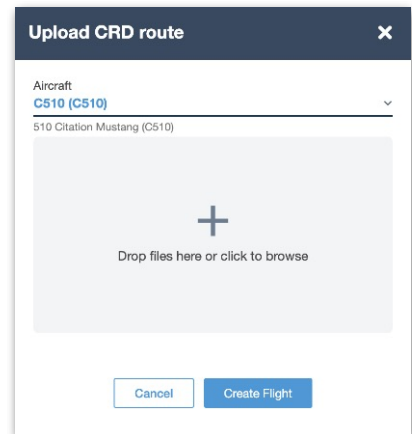 Upload CRD route
Aircraft
C510 (C510)
510 Citation Mustang (C510)
Drop files here or click to browse
Cancel Create Flight